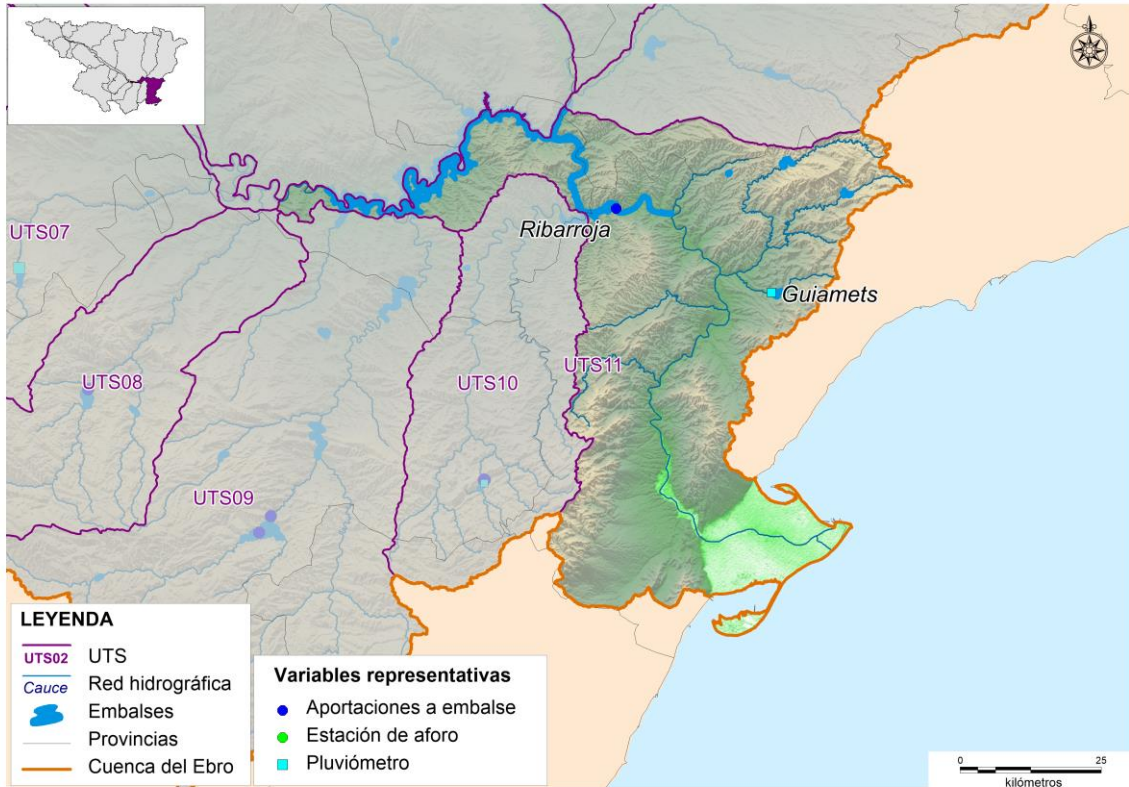 Ribarroja
UTS07
Guiamets
UTS11
UTS08
UTS10
UTS09
LEYENDA
UTS02 UTS
Cauce Red hidrográfica
Embalses
Provincias
Cuenca del Ebro
Variables representativas
Aportaciones a embalse
Estación de aforo
Pluviómetro
0 25
kilómetros